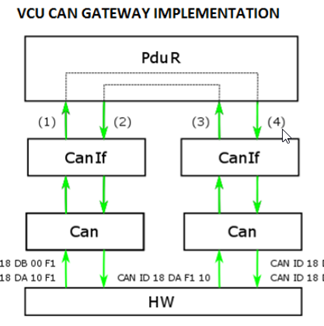 VCU CAN GATEWAY IMPLEMENTATION
PduR
(1) (2) (3) (4)
CanIf CanIf
Can Can
18 DB 00 F1 CAN ID 18
18 DA 10 F1 CAN ID 18 DA F1 10 CAN ID 18
HW